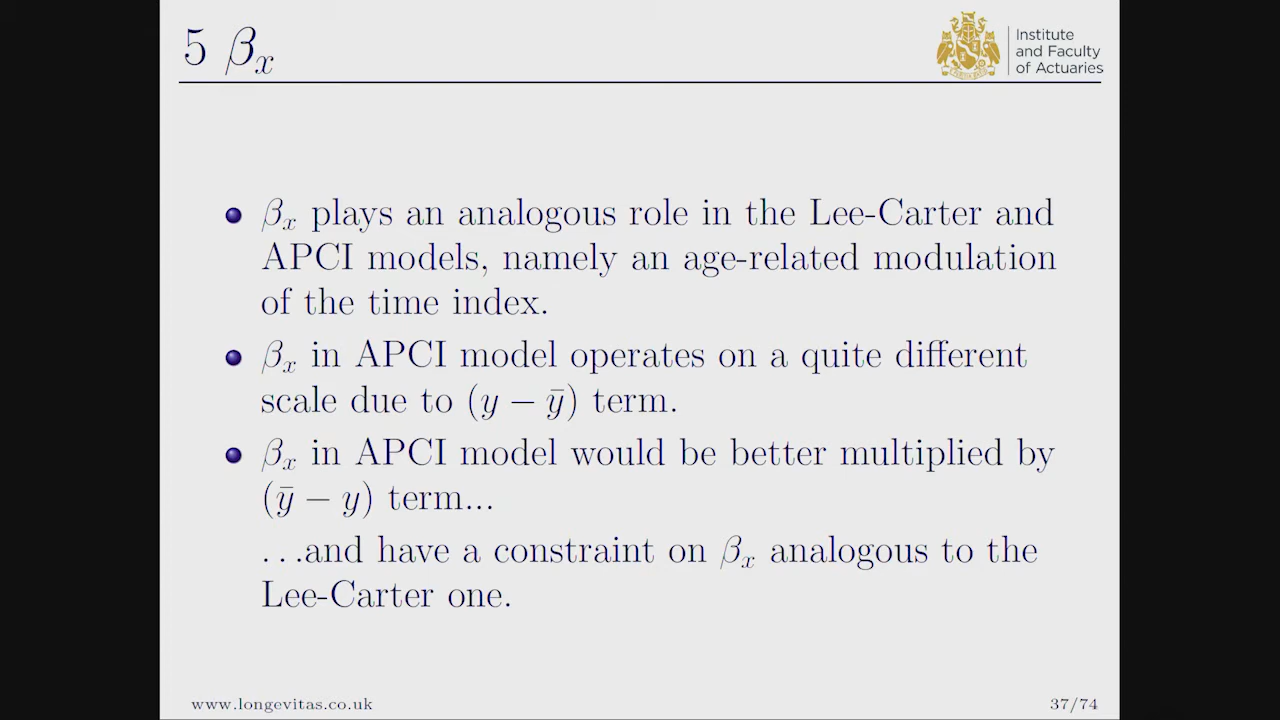 5 βₓ
Institute
and Faculty
of Actuaries
βₓ plays an analogous role in the Lee-Carter and
APCI models, namely an age-related modulation
of the time index.
βₓ in APCI model operates on a quite different
scale due to (y − ȳ) term.
βₓ in APCI model would be better multiplied by
(ȳ − y) term...
...and have a constraint on βₓ analogous to the
Lee-Carter one.
www.longevitas.co.uk
37/74